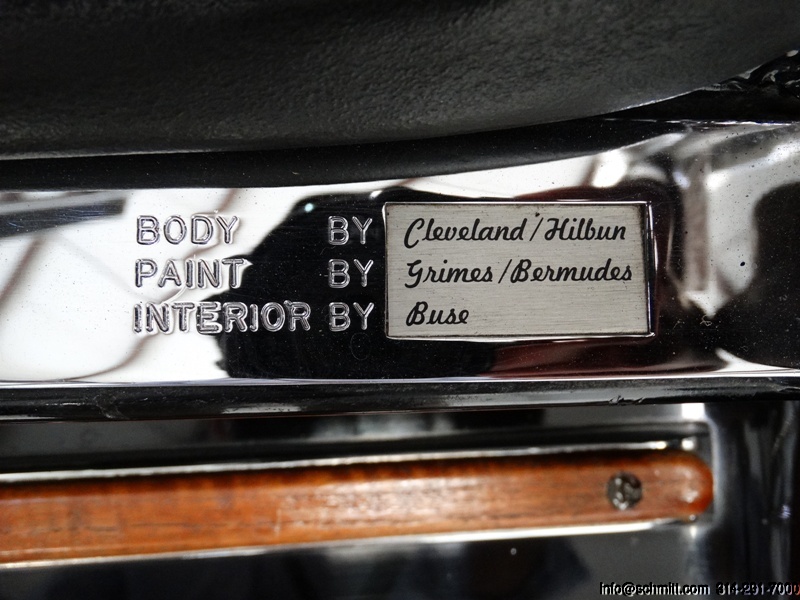 BODY BY Cleveland/Hilbun
PAINT BY Grimes/Bermudes
INTERIOR BY Buse
info@schmitt.com 314-291-7000